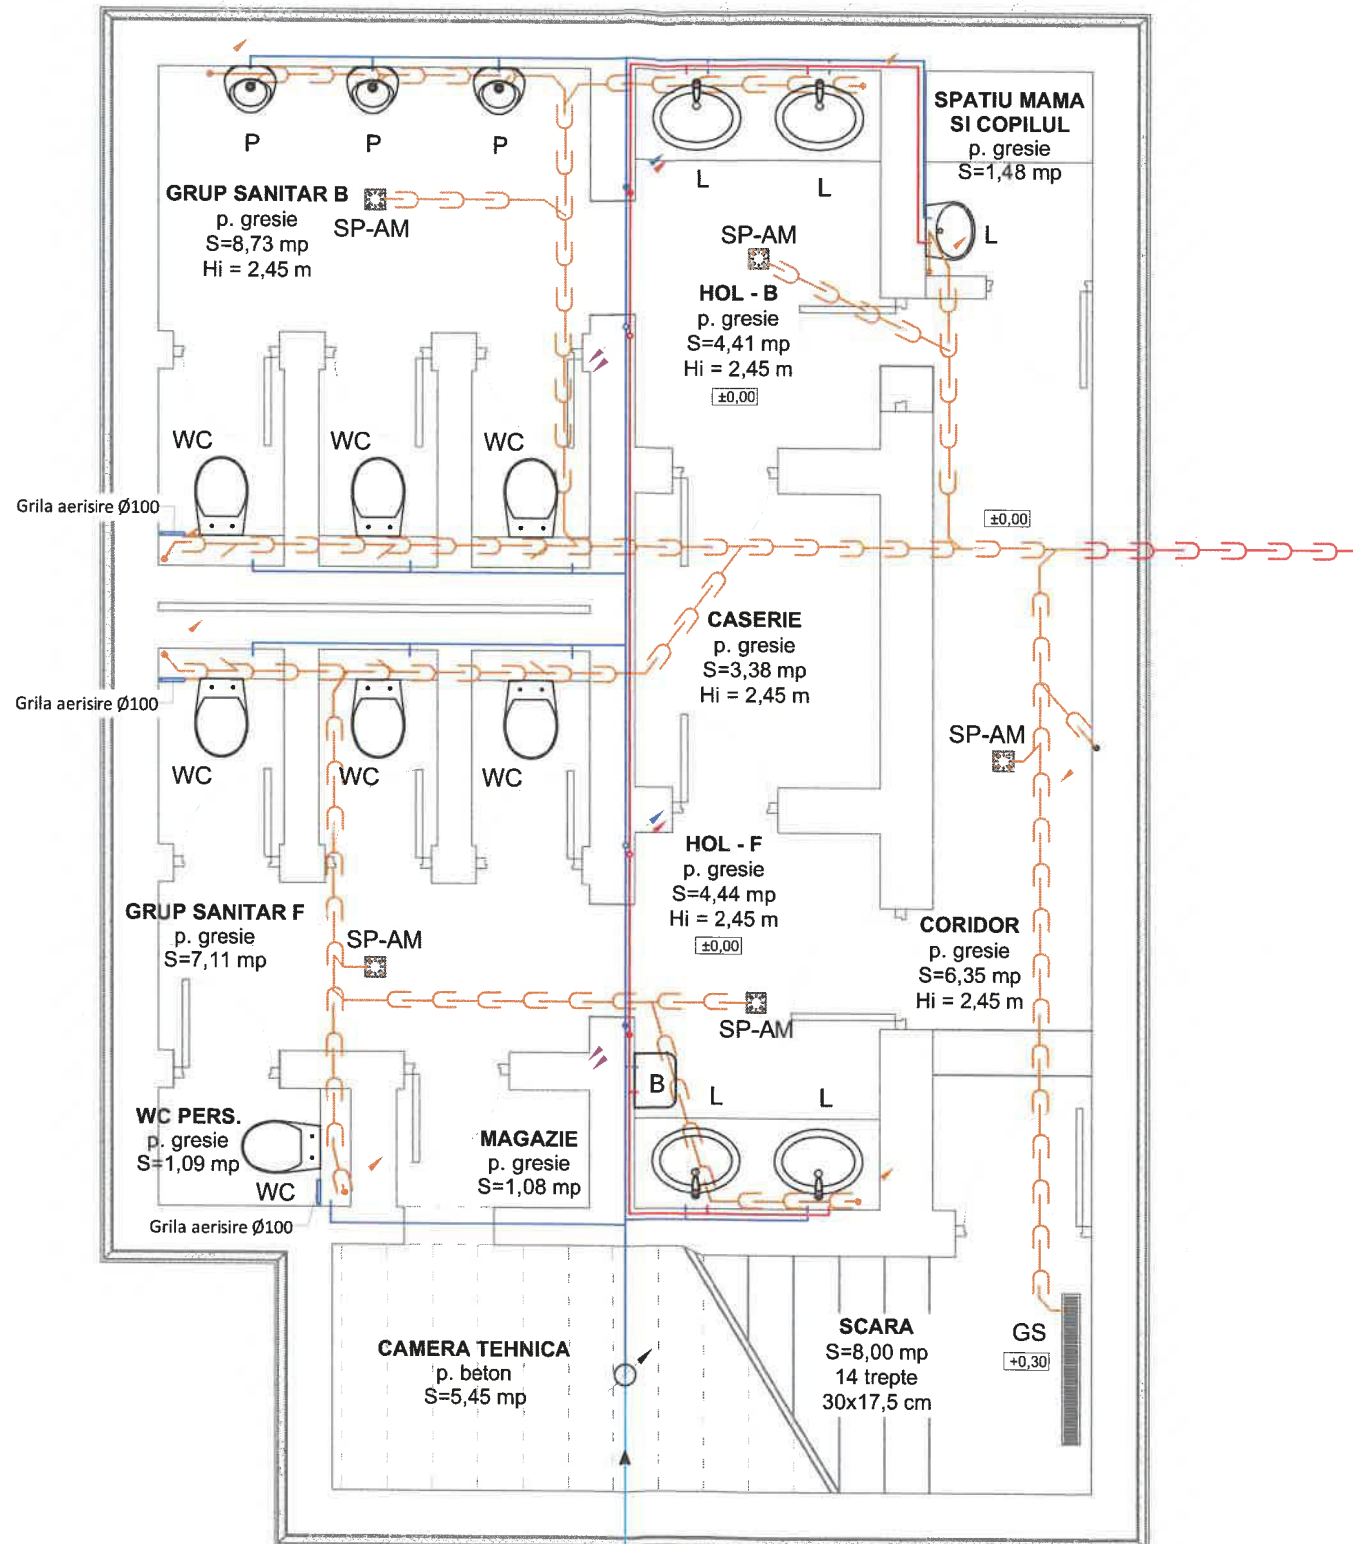 SPATIU MAMA
SI COPILUL
p. gresie
S=1,48 mp
P
P
P
L
L
L
GRUP SANITAR B
p. gresie
S=8,73 mp
Hi = 2,45 m
SP-AM
SP-AM
HOL - B
p. gresie
S=4,41 mp
Hi = 2,45 m
±0,00
WC
WC
WC
Grila aerisire Ø100
±0,00
CASERIE
p. gresie
S=3,38 mp
Hi = 2,45 m
Grila aerisire Ø100
WC
WC
WC
SP-AM
HOL - F
p. gresie
S=4,44 mp
Hi = 2,45 m
±0,00
GRUP SANITAR F
p. gresie
S=7,11 mp
SP-AM
CORIDOR
p. gresie
S=6,35 mp
Hi = 2,45 m
SP-AM
B
L
L
WC PERS.
p. gresie
S=1,09 mp
WC
MAGAZIE
p. gresie
S=1,08 mp
Grila aerisire Ø100
CAMERA TEHNICA
p. beton
S=5,45 mp
SCARA
S=8,00 mp
14 trepte
30x17,5 cm
GS
+0,30